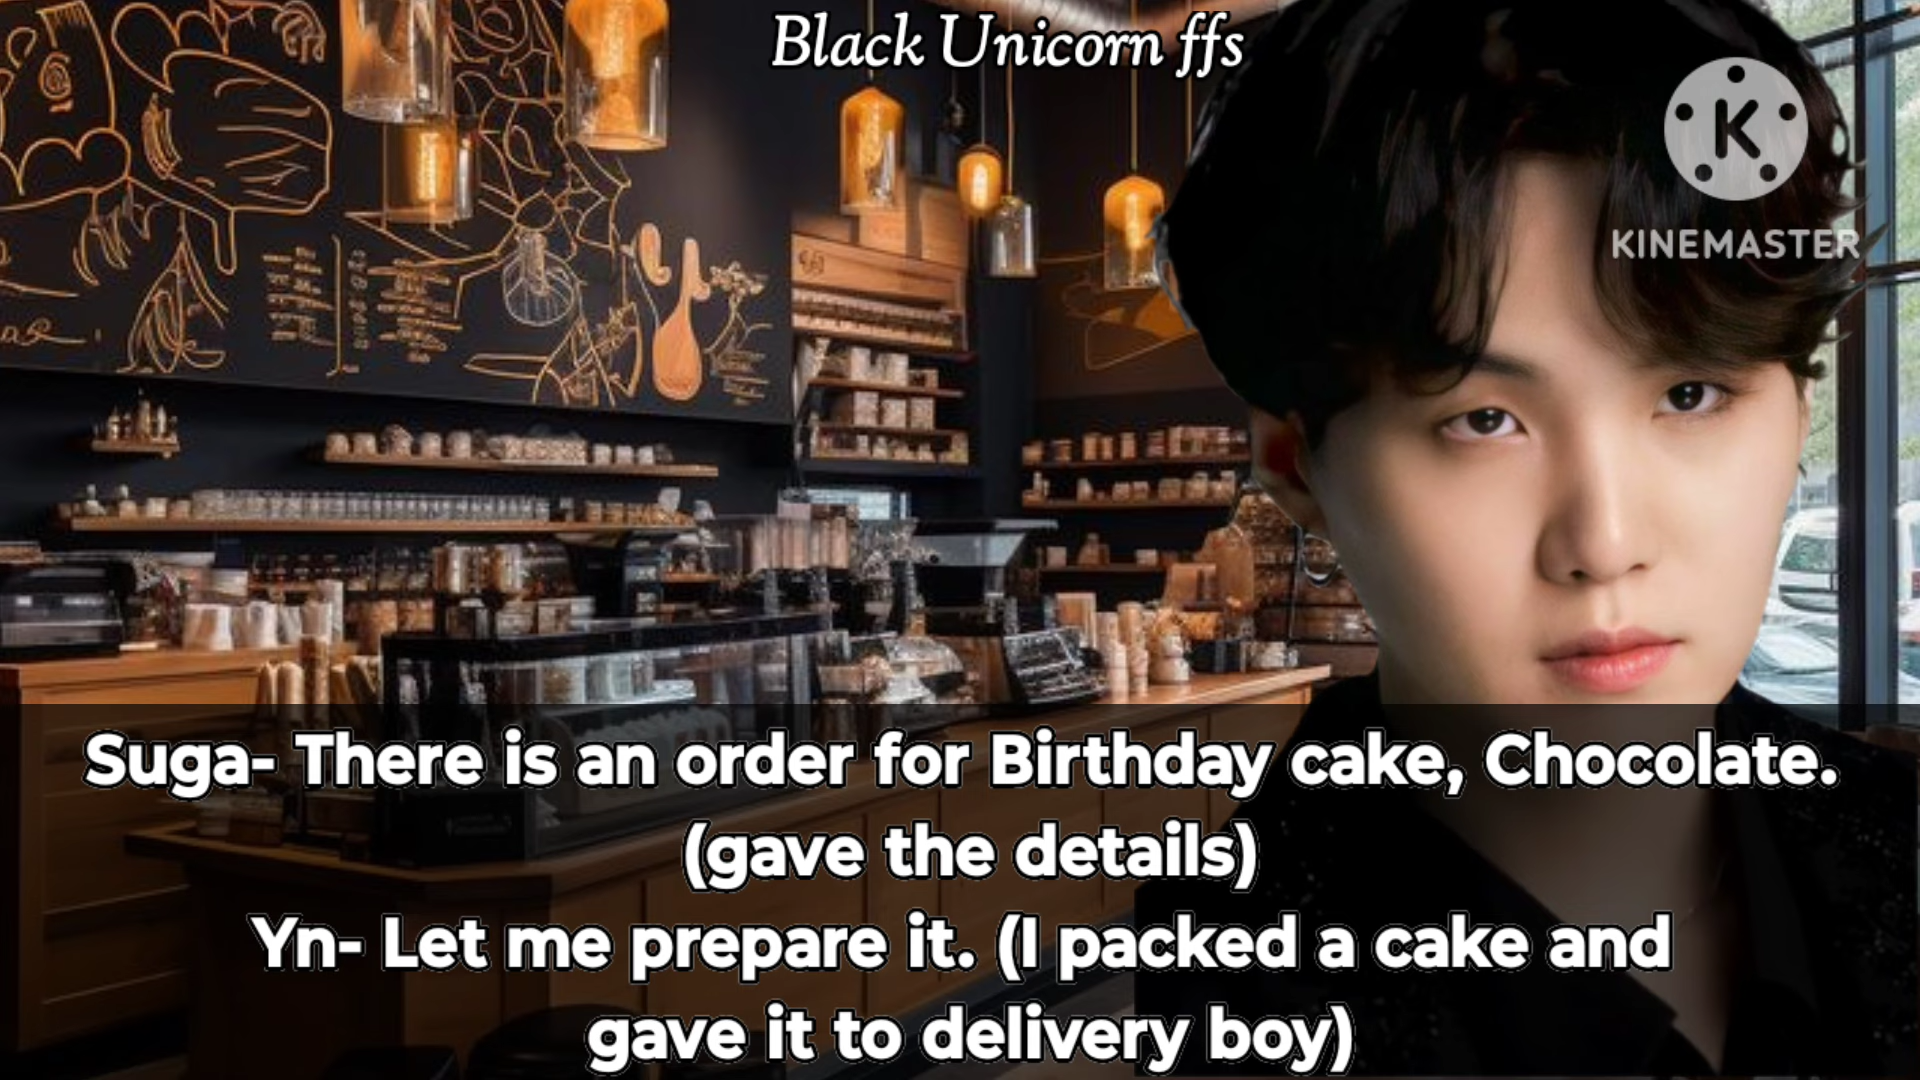 Black Unicorn ffs
K
KINEMASTER
Suga- There is an order for Birthday cake, Chocolate.
(gave the details)
Yn- Let me prepare it. (I packed a cake and
gave it to delivery boy)